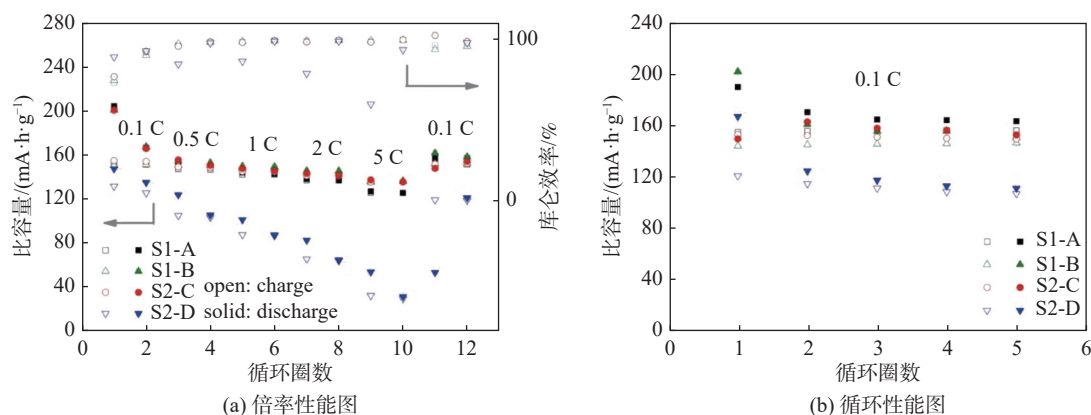 280
240
200
160
120
80
40
0
比容量/(mA·h·g⁻¹)
100
0
库仑效率/%
0.1 C
0.5 C
1 C
2 C
5 C
0.1 C
S1-A
S1-B
S2-C open: charge
S2-D solid: discharge
0 2 4 6 8 10 12
循环圈数
(a) 倍率性能图
240
200
160
120
80
40
0
比容量/(mA·h·g⁻¹)
0.1 C
S1-A
S1-B
S2-C
S2-D
0 1 2 3 4 5 6
循环圈数
(b) 循环性能图